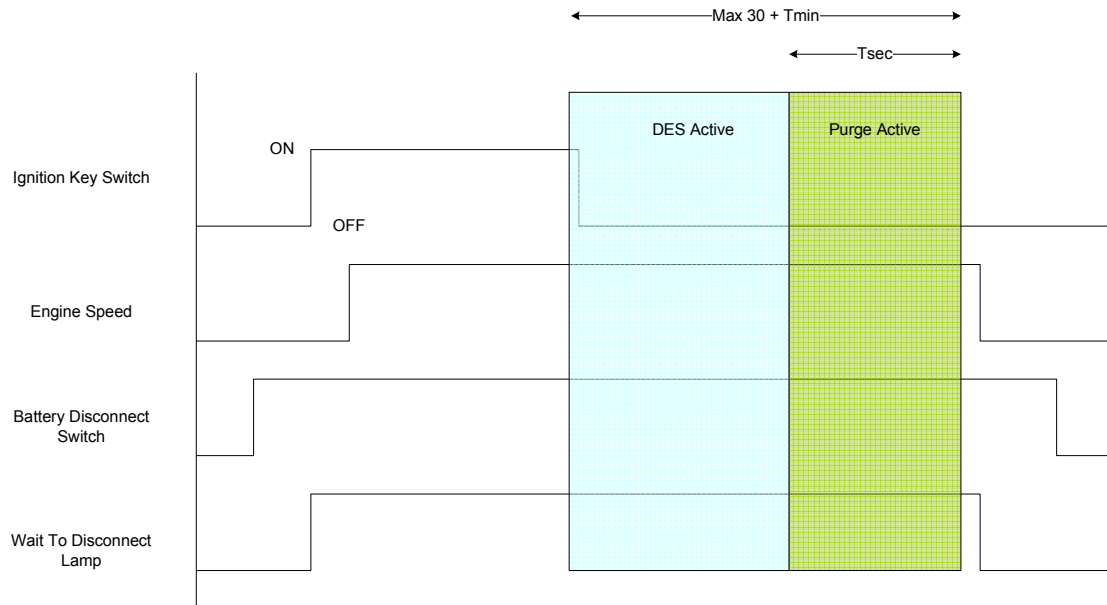 Max 30 + Tmin
Tsec
DES Active
Purge Active
ON
Ignition Key Switch
OFF
Engine Speed
Battery Disconnect
Switch
Wait To Disconnect
Lamp